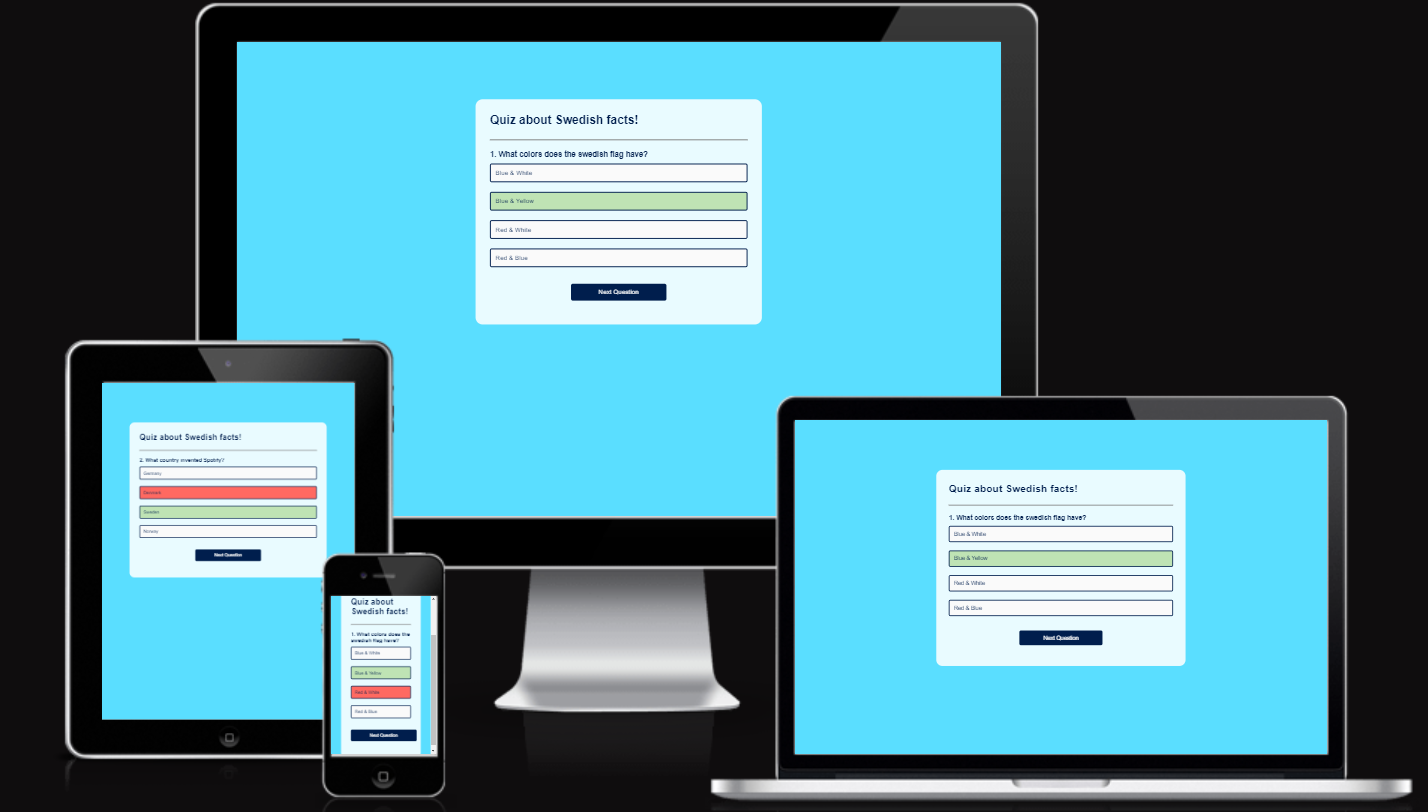 Quiz about Swedish facts!
1. What colors does the swedish flag have?
Blue & White
Blue & Yellow
Red & White
Red & Blue
Next Question
Quiz about Swedish facts!
2. What country invented Spotify?
Germany
Denmark
Sweden
Norway
Next Question
Quiz about
Swedish facts!
1. What colors does the
swedish flag have?
Blue & White
Blue & Yellow
Red & White
Red & Blue
Next Question
Quiz about Swedish facts!
1. What colors does the swedish flag have?
Blue & White
Blue & Yellow
Red & White
Red & Blue
Next Question